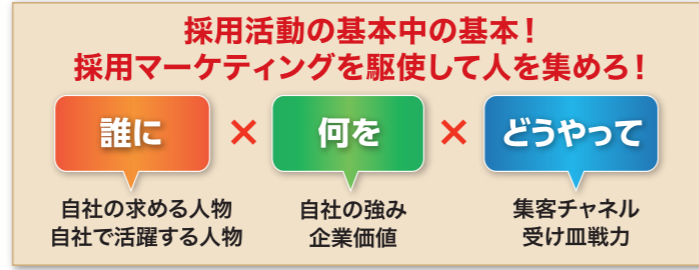 採用活動の基本中の基本！
採用マーケティングを駆使して人を集めろ！
誰に × 何を × どうやって
自社の求める人物 自社の強み 集客チャネル
自社で活躍する人物 企業価値 受け皿戦力